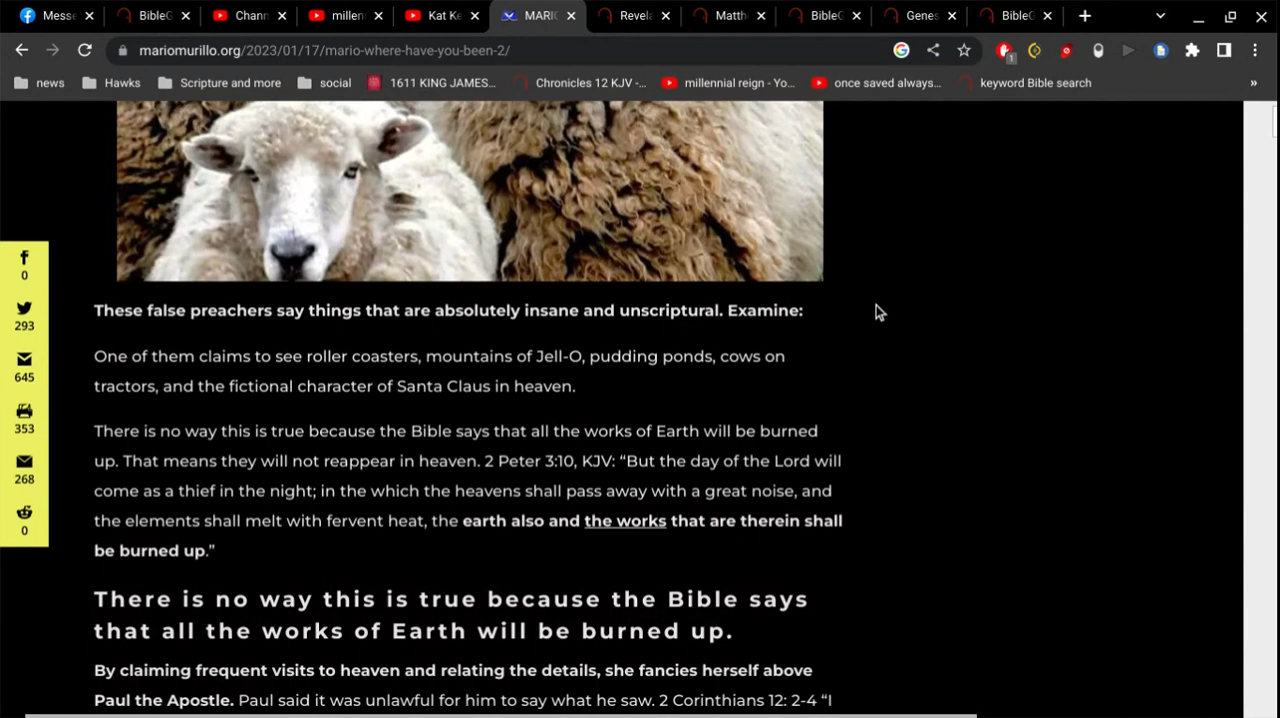 Messe
BibleG
Chann
millen
Kat Ke
MARI
Revela
Matth
BibleG
Genes
BibleG
mariomurillo.org/2023/01/17/mario-where-have-you-been-2/
1
news
Hawks
Scripture and more
social
1611 KING JAMES...
Chronicles 12 KJV -...
millennial reign - Yo...
once saved always...
keyword Bible search
»
0
293
645
353
268
0
These false preachers say things that are absolutely insane and unscriptural. Examine:
One of them claims to see roller coasters, mountains of Jell-O, pudding ponds, cows on
tractors, and the fictional character of Santa Claus in heaven.
There is no way this is true because the Bible says that all the works of Earth will be burned
up. That means they will not reappear in heaven. 2 Peter 3:10, KJV: “But the day of the Lord will
come as a thief in the night; in the which the heavens shall pass away with a great noise, and
the elements shall melt with fervent heat, the earth also and the works that are therein shall
be burned up.”
There is no way this is true because the Bible says
that all the works of Earth will be burned up.
By claiming frequent visits to heaven and relating the details, she fancies herself above
Paul the Apostle. Paul said it was unlawful for him to say what he saw. 2 Corinthians 12: 2-4 “I